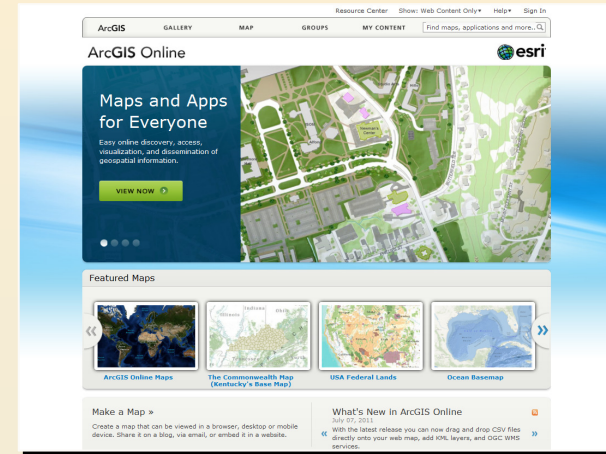 Resource Center Show: Web Content Only▾ Help▾ Sign In
ArcGIS GALLERY MAP GROUPS MY CONTENT Find maps, applications and more..
ArcGIS Online esri
Maps and Apps
for Everyone
Easy online discovery, access,
visualization, and dissemination of
geospatial information.
VIEW NOW
Featured Maps
Illinois Indiana Ohio
ArcGIS Online Maps
The Commonwealth Map
(Kentucky's Base Map)
USA Federal Lands
Ocean Basemap
Make a Map »
Create a map that can be viewed in a browser, desktop or mobile
device. Share it on a blog, via email, or embed it in a website.
What's New in ArcGIS Online
July 07, 2011
With the latest release you can now drag and drop CSV files
directly onto your web map, add KML layers, and OGC WMS
services.